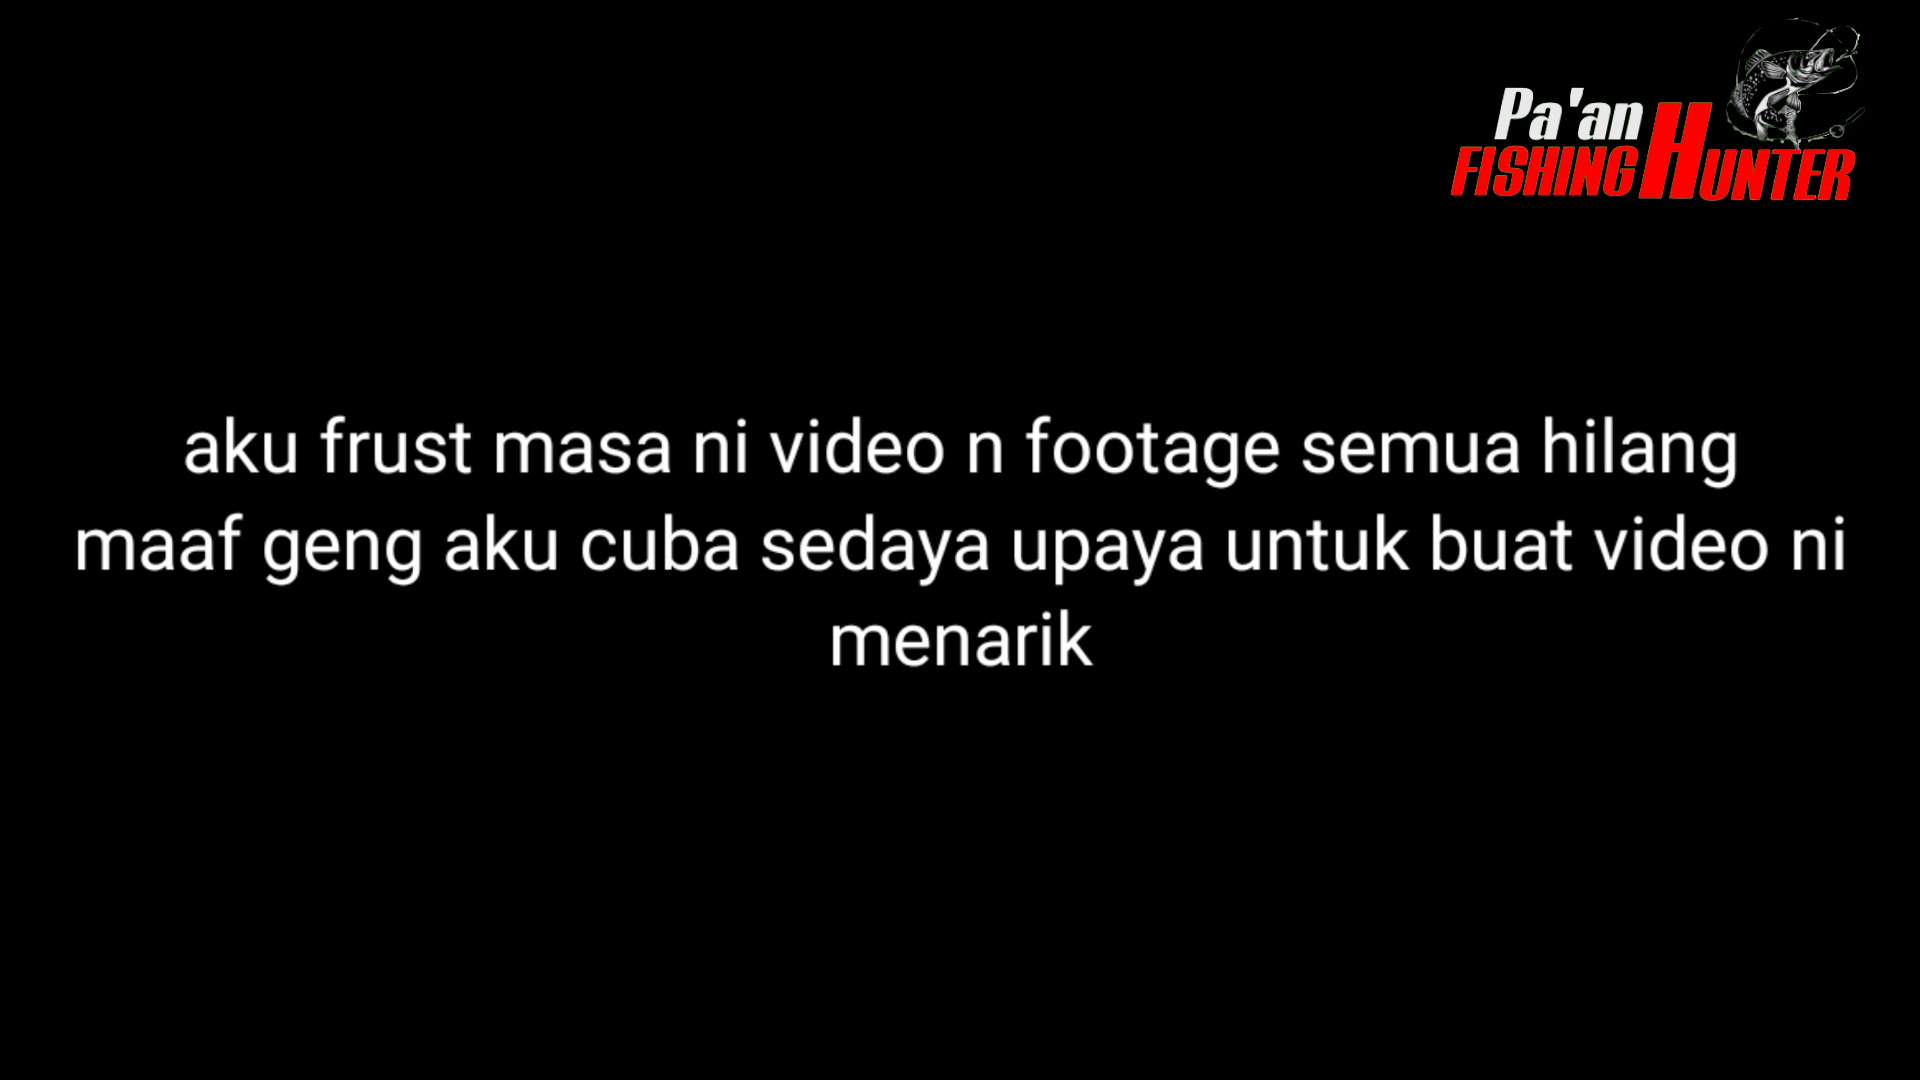 Pa'an
FISHING HUNTER
aku frust masa ni video n footage semua hilang
maaf geng aku cuba sedaya upaya untuk buat video ni
menarik